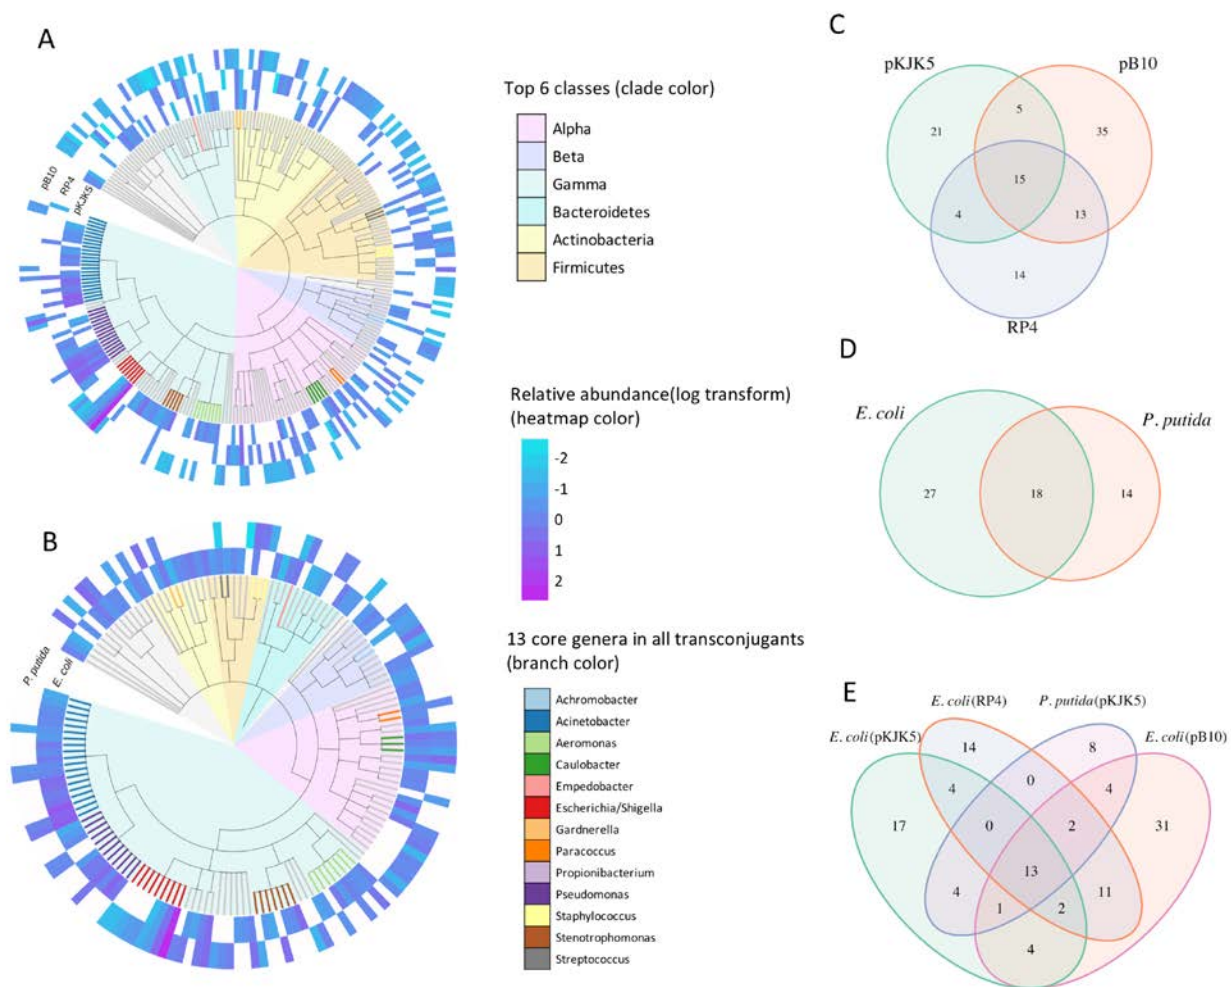 A
pB10
RP4
pKJK5
Top 6 classes (clade color)
Alpha
Beta
Gamma
Bacteroidetes
Actinobacteria
Firmicutes
Relative abundance(log transform)
(heatmap color)
-2
-1
0
1
2
B
P. putida
E. coli
13 core genera in all transconjugants
(branch color)
Achromobacter
Acinetobacter
Aeromonas
Caulobacter
Empedobacter
Escherichia/Shigella
Gardnerella
Paracoccus
Propionibacterium
Pseudomonas
Staphylococcus
Stenotrophomonas
Streptococcus
C
pKJK5
pB10
5
21
35
15
4
13
14
RP4
D
E. coli
P. putida
27
18
14
E
E. coli(RP4)
P. putida(pKJK5)
E. coli(pKJK5)
E. coli(pB10)
14
8
4
0
4
17
0
2
31
13
4
11
1
2
4